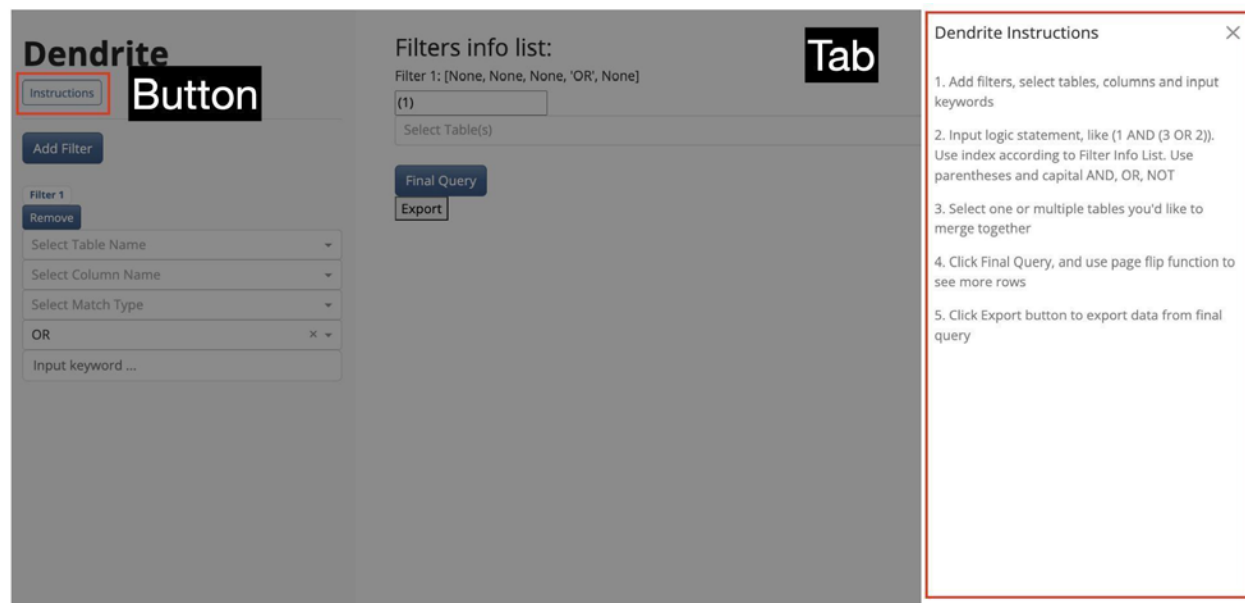 Dendrite
Instructions
Button
Add Filter
Filter 1
Remove
Select Table Name
Select Column Name
Select Match Type
OR
Input keyword ...
Filters info list:
Filter 1: [None, None, None, 'OR', None]
(1)
Select Table(s)
Final Query
Export
Tab
Dendrite Instructions
1. Add filters, select tables, columns and input
keywords
2. Input logic statement, like (1 AND (3 OR 2)).
Use index according to Filter Info List. Use
parentheses and capital AND, OR, NOT
3. Select one or multiple tables you'd like to
merge together
4. Click Final Query, and use page flip function to
see more rows
5. Click Export button to export data from final
query